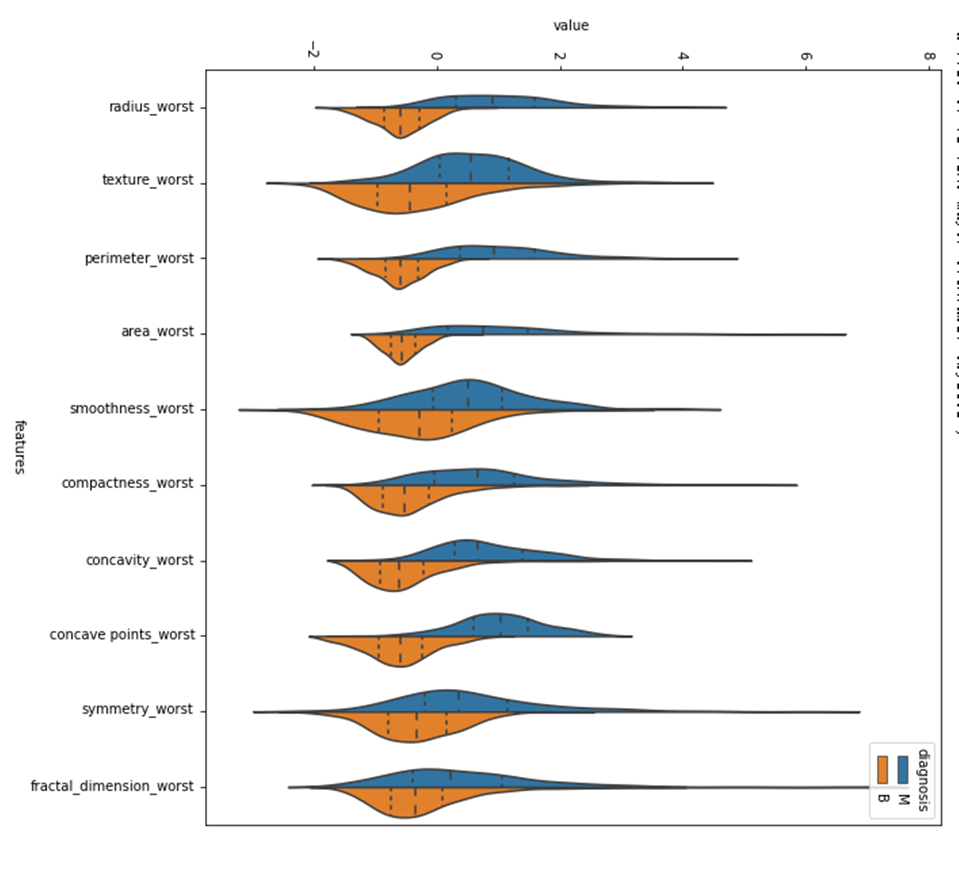 value
−2 0 2 4 6 8
radius_worst
texture_worst
perimeter_worst
area_worst
smoothness_worst
compactness_worst
concavity_worst
concave points_worst
symmetry_worst
fractal_dimension_worst
features
diagnosis
M
B